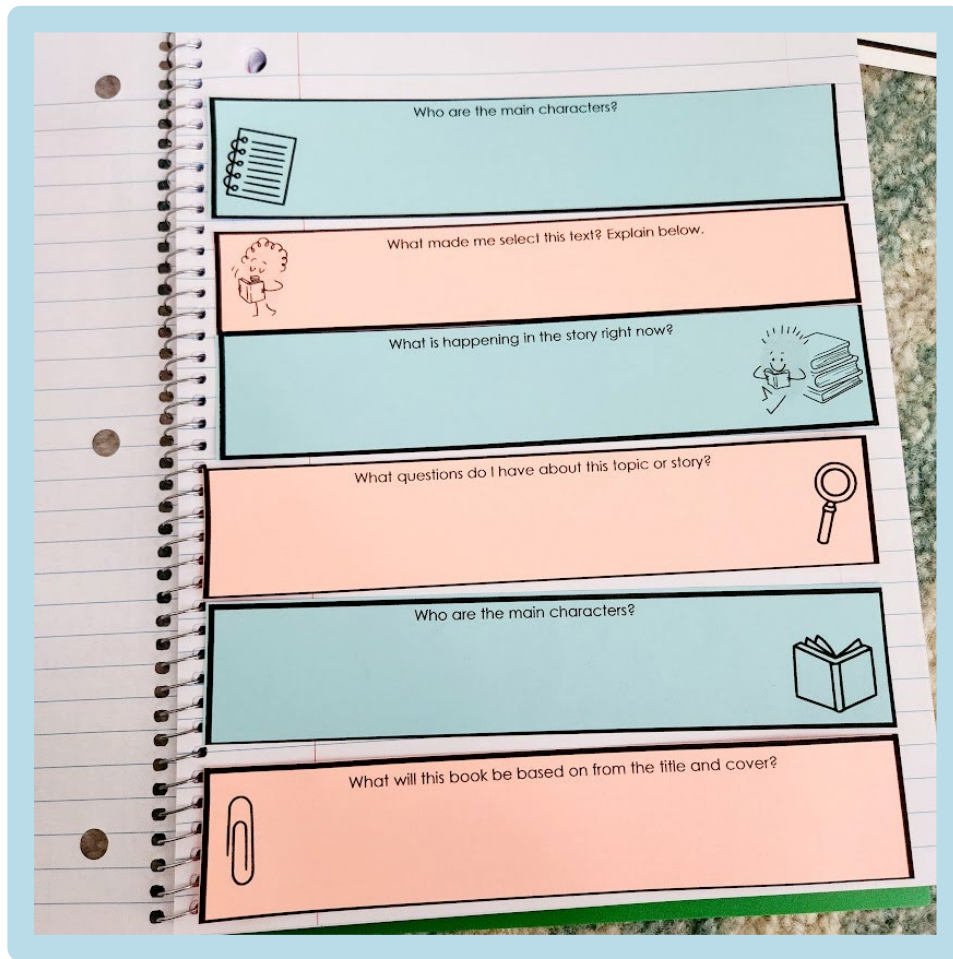 Who are the main characters?
What made me select this text? Explain below.
What is happening in the story right now?
What questions do I have about this topic or story?
Who are the main characters?
What will this book be based on from the title and cover?